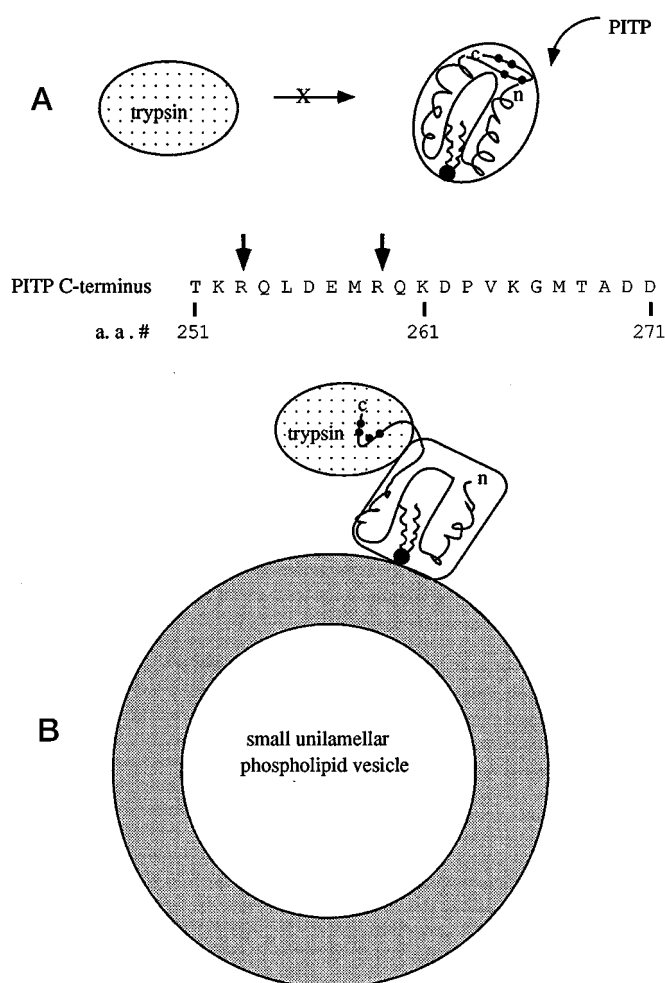 PITP
A
trypsin
X
c
n
PITP C-terminus T K R Q L D E M R Q K D P V K G M T A D D
a.a.# 251 261 271
c
trypsin
n
B
small unilamellar
phospholipid vesicle